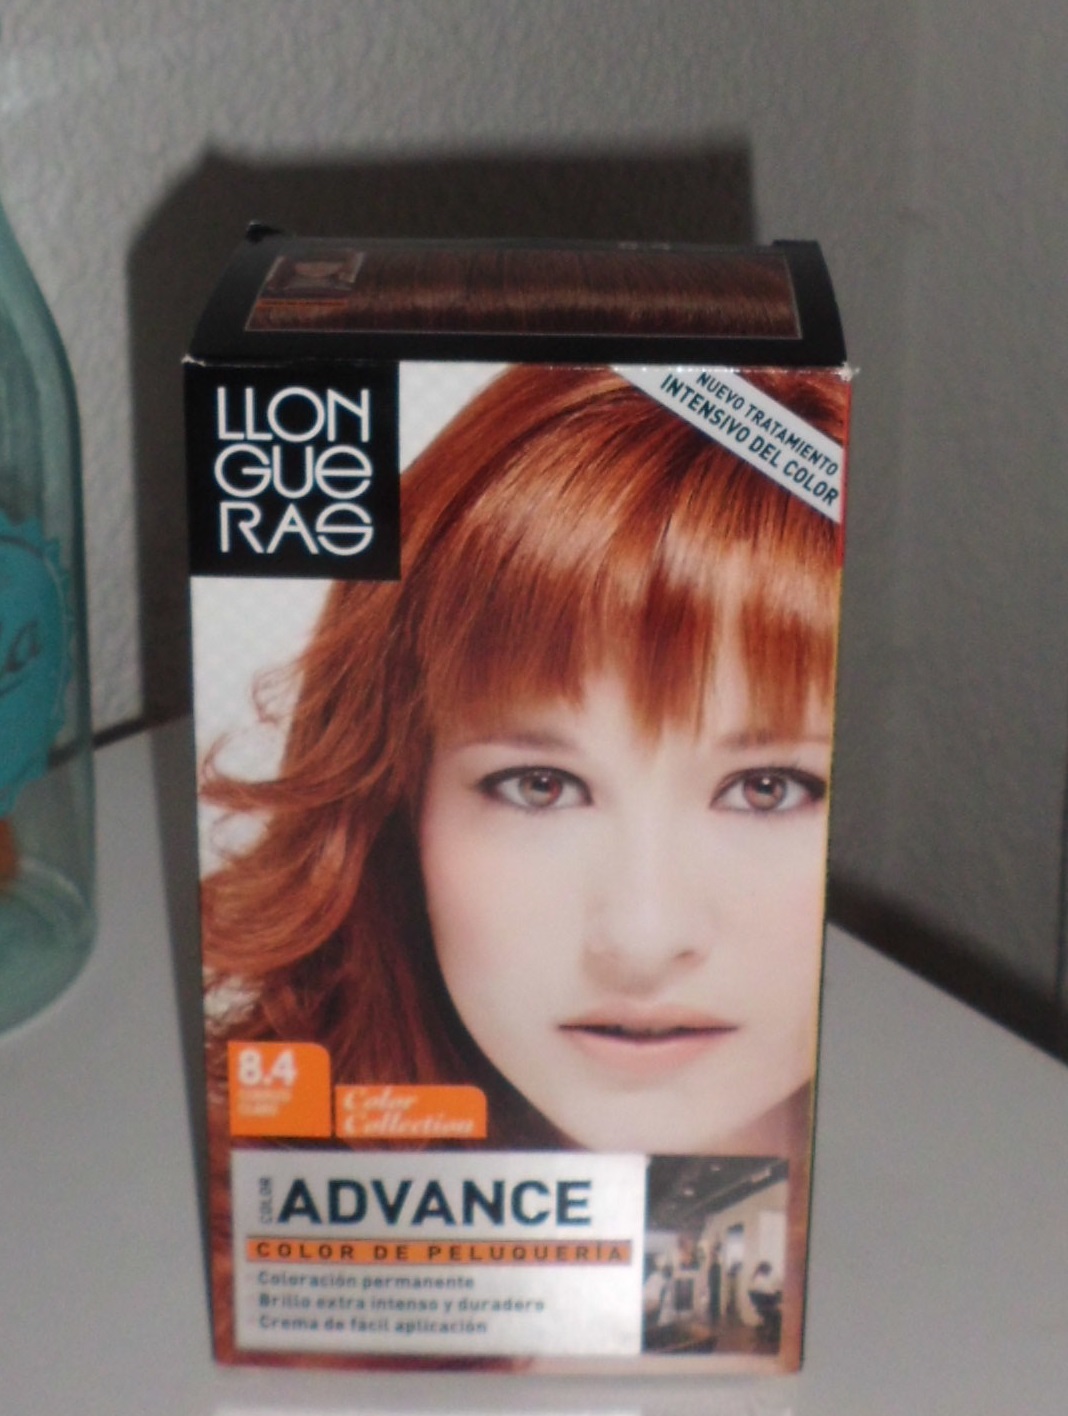 LLON
GUE
RAS
NUEVO TRATAMIENTO
INTENSIVO DEL COLOR
8.4
Color
Collection
COLOR
ADVANCE
COLOR DE PELUQUERÍA
Coloración permanente
Brillo extra intenso y duradero
Crema de fácil aplicación